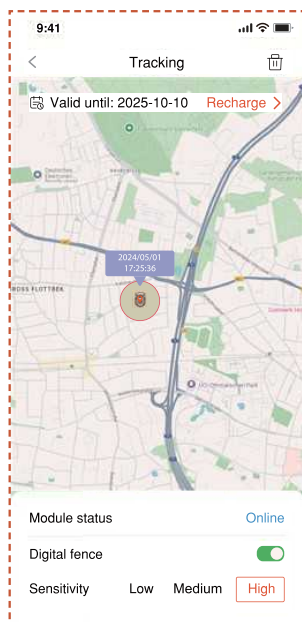 9:41
Tracking
Valid until: 2025-10-10 Recharge
2024/05/01
17:25:36
ROSS FLOTTBEK
Module status Online
Digital fence
Sensitivity Low Medium High